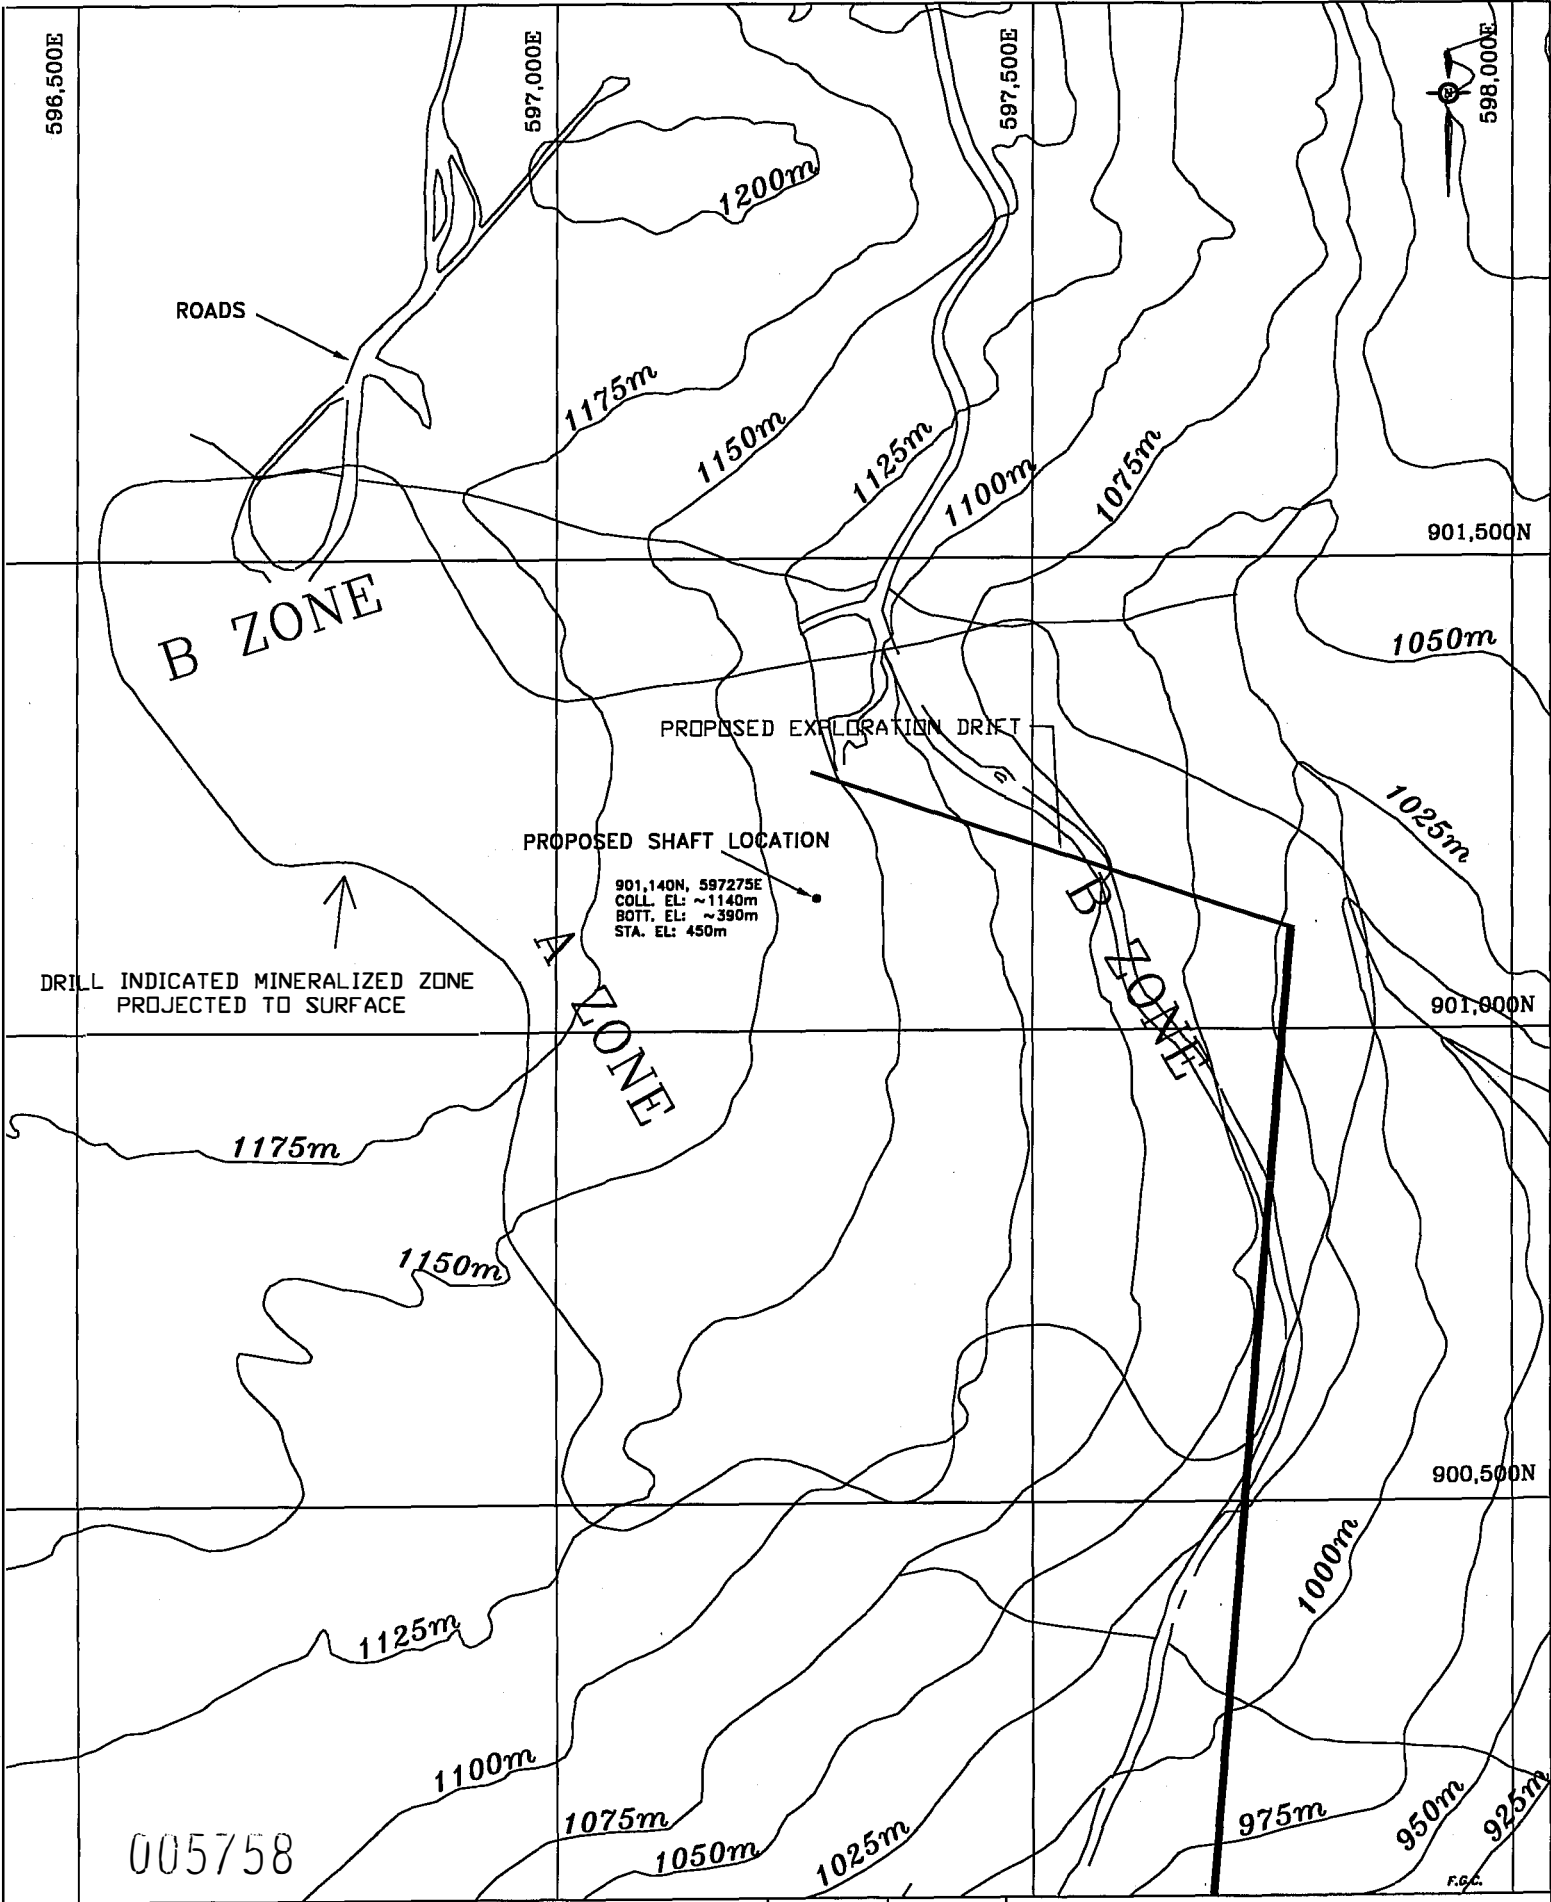 596,500E
597,000E
597,500E
598,000E
N
1200m
ROADS
1175m
1150m
1125m
1100m
1075m
901,500N
B ZONE
1050m
PROPOSED EXPLORATION DRIFT
1025m
PROPOSED SHAFT LOCATION
901,140N, 597275E
COLL. EL: ~1140m
BOTT. EL: ~390m
STA. EL: 450m
B ZONE
A ZONE
DRILL INDICATED MINERALIZED ZONE
PROJECTED TO SURFACE
901,000N
1175m
1150m
900,500N
1000m
1125m
1100m
1075m
1050m
1025m
975m
950m
925m
005758
F.G.C.